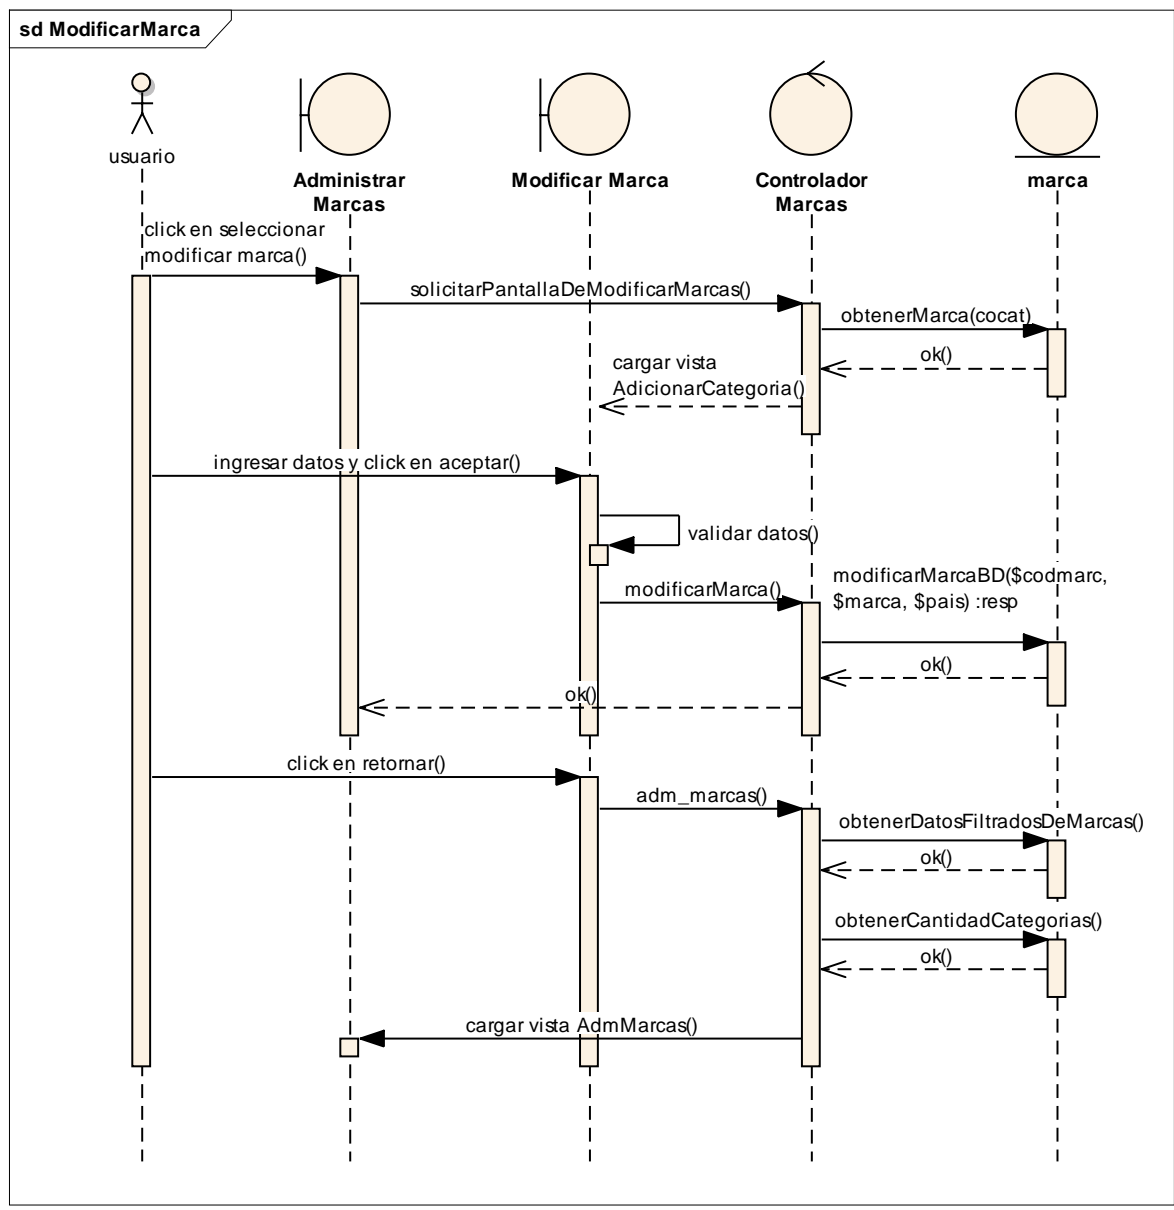 sd ModificarMarca
usuario
Administrar
Marcas
Modificar Marca
Controlador
Marcas
marca
click en seleccionar
modificar marca()
solicitarPantallaDeModificarMarcas()
obtenerMarca(cocat)
ok()
cargar vista
AdicionarCategoria()
ingresar datos y click en aceptar()
validar datos()
modificarMarca()
modificarMarcaBD($codmarc,
$marca, $pais) :resp
ok()
ok()
click en retornar()
adm_marcas()
obtenerDatosFiltradosDeMarcas()
ok()
obtenerCantidadCategorias()
ok()
cargar vista AdmMarcas()